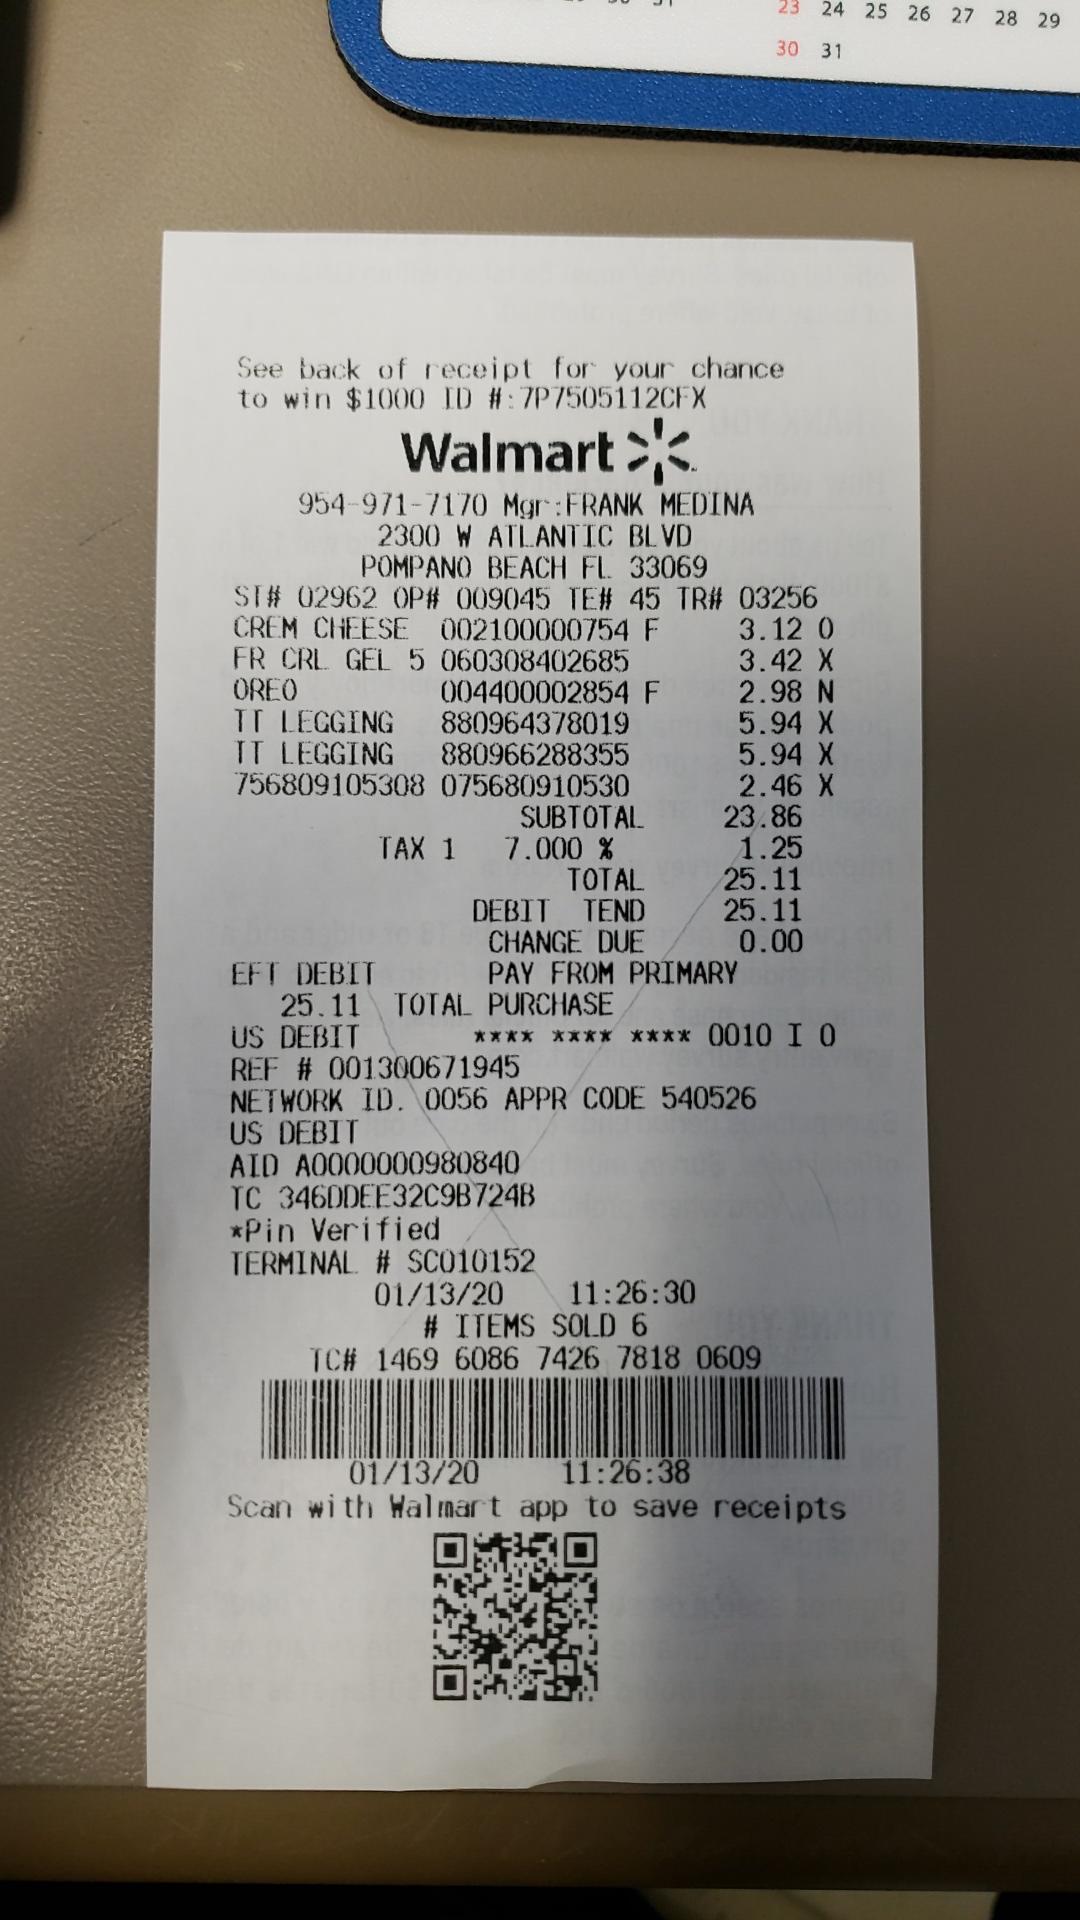 23 24 25 26 27 28 29
30 31
See back of receipt for your chance
to win $1000 ID #:7P7505112CFX
Walmart
954-971-7170 Mgr:FRANK MEDINA
2300 W ATLANTIC BLVD
POMPANO BEACH FL 33069
ST# 02962 OP# 009045 TE# 45 TR# 03256
CREM CHEESE 002100000754 F 3.12 O
FR CRL GEL 5 060308402685 3.42 X
OREO 004400002854 F 2.98 N
TT LEGGING 880964378019 5.94 X
TT LEGGING 880966288355 5.94 X
756809105308 075680910530 2.46 X
SUBTOTAL 23.86
TAX 1 7.000 % 1.25
TOTAL 25.11
DEBIT TEND 25.11
CHANGE DUE 0.00
EFT DEBIT PAY FROM PRIMARY
25.11 TOTAL PURCHASE
US DEBIT **** **** **** 0010 I 0
REF # 001300671945
NETWORK ID. 0056 APPR CODE 540526
US DEBIT
AID A0000000980840
TC 346DDEE32C9B724B
*Pin Verified
TERMINAL # SC010152
01/13/20 11:26:30
# ITEMS SOLD 6
TC# 1469 6086 7426 7818 0609
01/13/20 11:26:38
Scan with Walmart app to save receipts